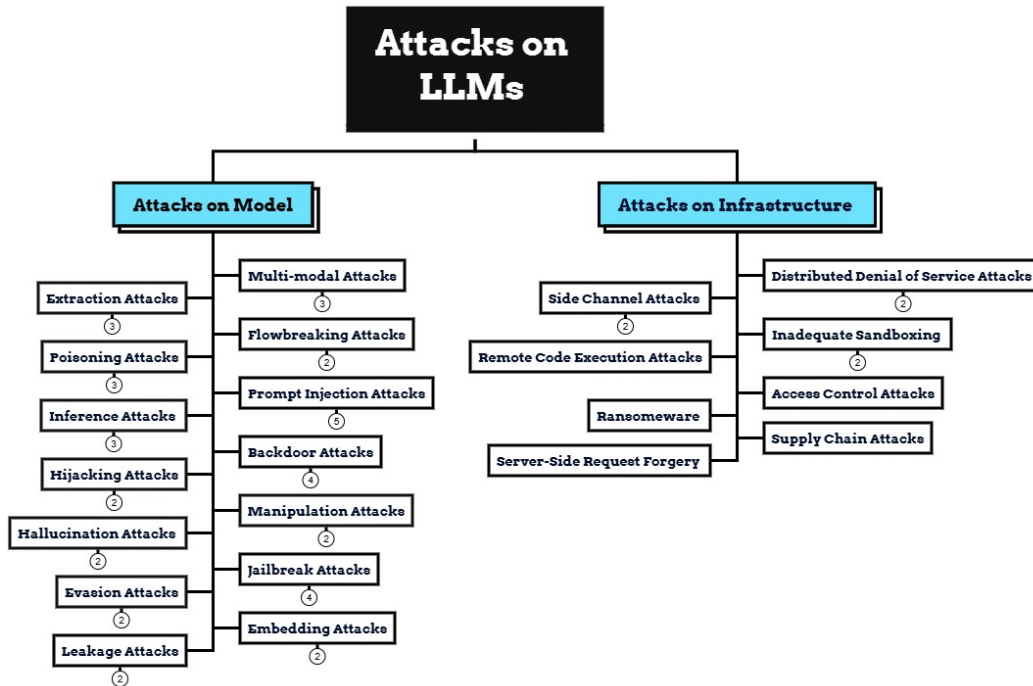 Attacks on
LLMs
Attacks on Model
Attacks on Infrastructure
Multi-modal Attacks
3
Extraction Attacks
3
Flowbreaking Attacks
2
Poisoning Attacks
3
Prompt Injection Attacks
5
Inference Attacks
3
Backdoor Attacks
4
Hijacking Attacks
2
Manipulation Attacks
2
Hallucination Attacks
2
Jailbreak Attacks
4
Evasion Attacks
2
Embedding Attacks
2
Leakage Attacks
2
Distributed Denial of Service Attacks
2
Side Channel Attacks
2
Inadequate Sandboxing
2
Remote Code Execution Attacks
Access Control Attacks
Ransomeware
Supply Chain Attacks
Server-Side Request Forgery